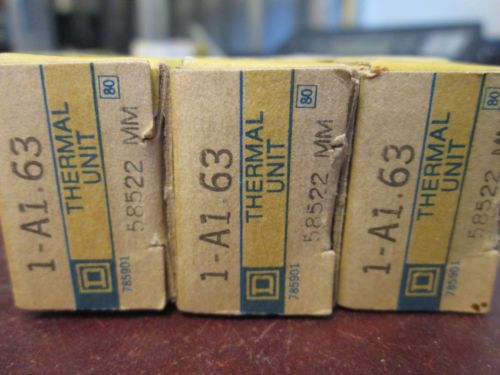 1-A1.63
THERMAL
UNIT
80
58522 MM
785901
1-A1.63
THERMAL
UNIT
80
58522 MM
785901
1-A1.63
THERMAL
UNIT
80
58522 MM
785901